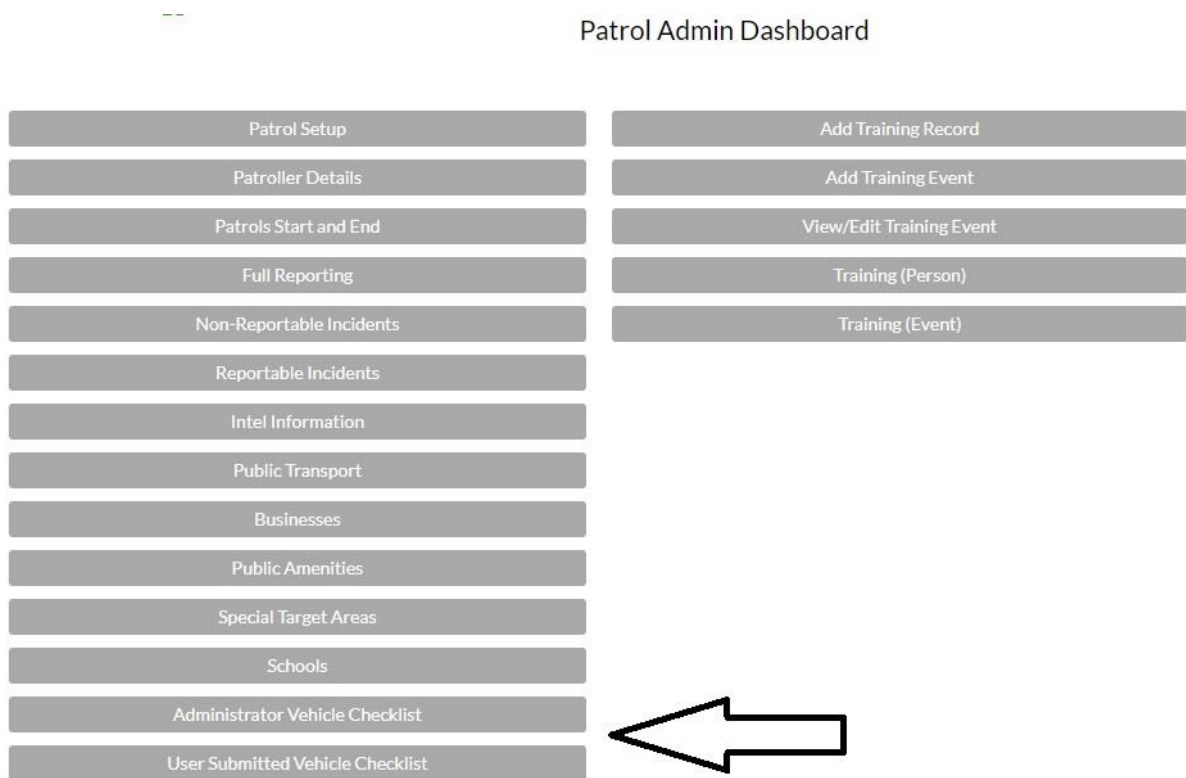 Patrol Admin Dashboard
Patrol Setup
Patroller Details
Patrols Start and End
Full Reporting
Non-Reportable Incidents
Reportable Incidents
Intel Information
Public Transport
Businesses
Public Amenities
Special Target Areas
Schools
Administrator Vehicle Checklist
User Submitted Vehicle Checklist
Add Training Record
Add Training Event
View/Edit Training Event
Training (Person)
Training (Event)